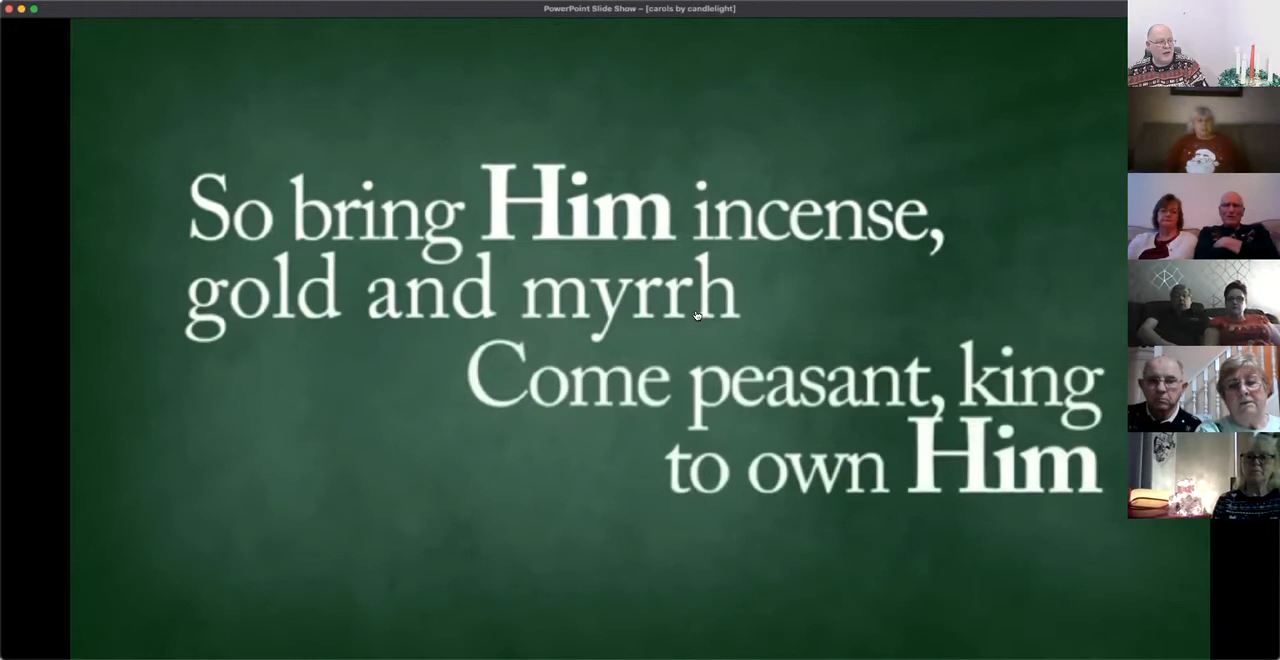 PowerPoint Slide Show – [carols by candlelight]
So bring Him incense,
gold and myrrh
Come peasant, king
to own Him